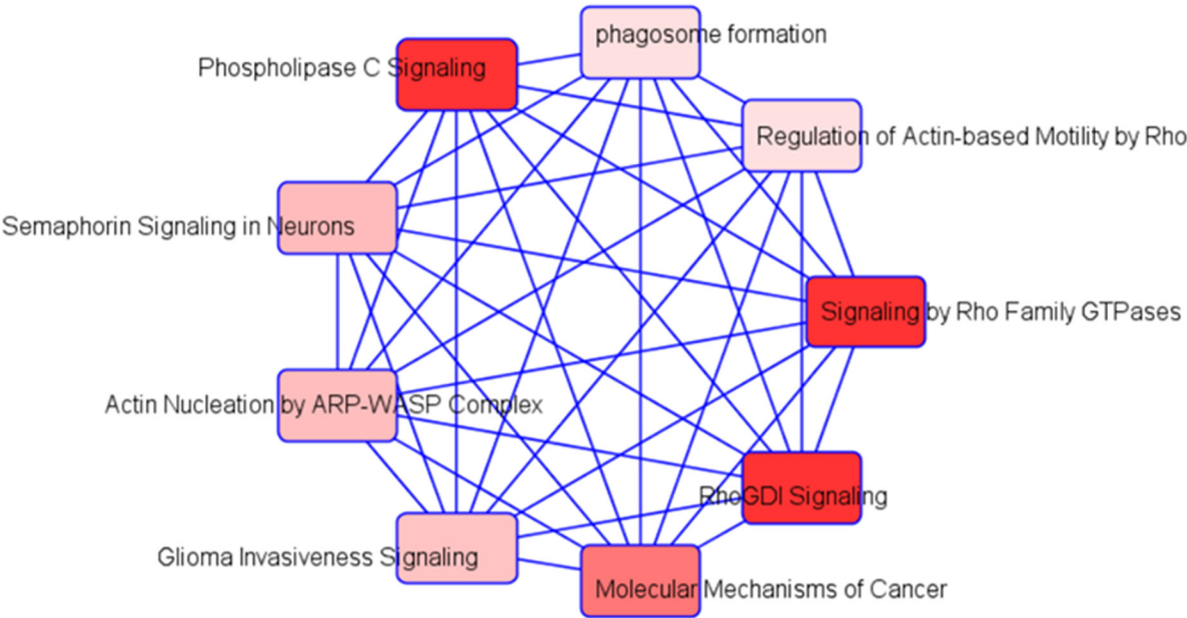 phagosome formation
Phospholipase C Signaling
Regulation of Actin-based Motility by Rho
Semaphorin Signaling in Neurons
Signaling by Rho Family GTPases
Actin Nucleation by ARP-WASP Complex
RhoGDI Signaling
Glioma Invasiveness Signaling
Molecular Mechanisms of Cancer